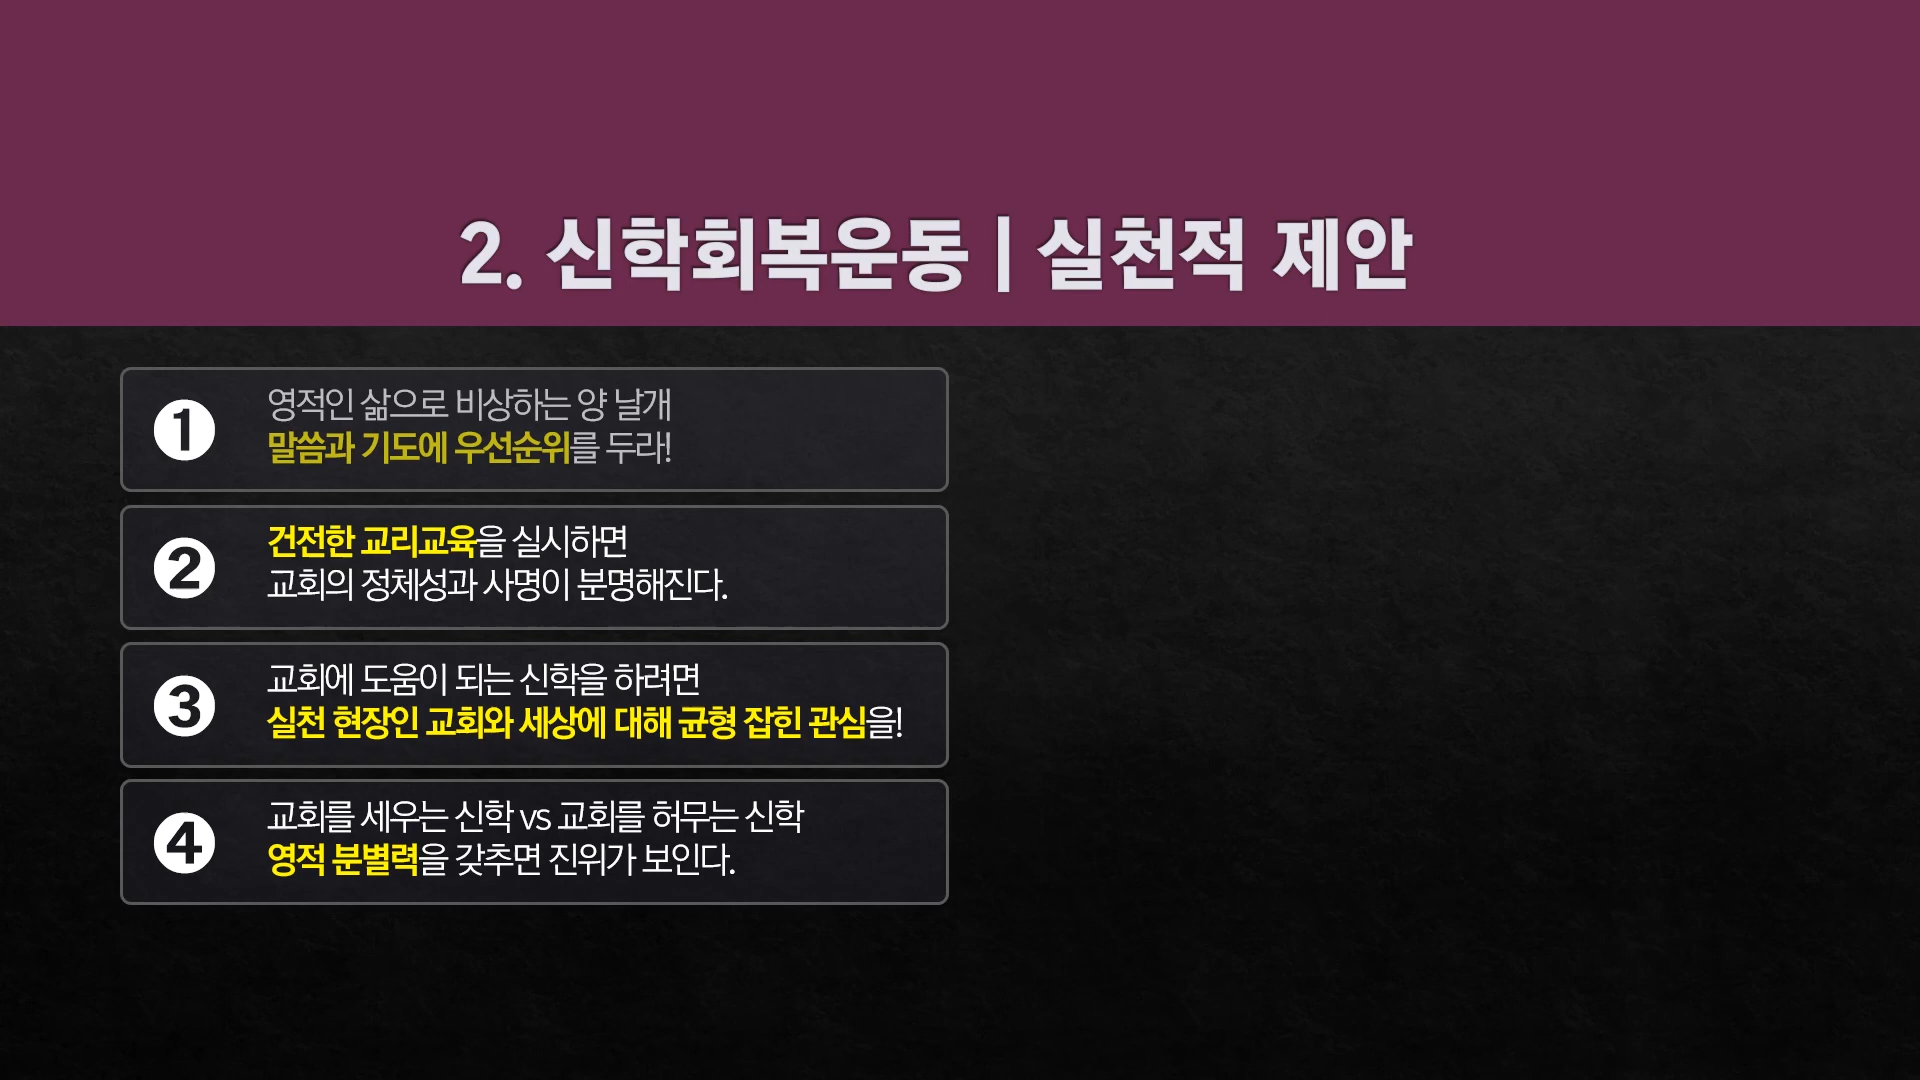 2. 신학회복운동 | 실천적 제안
❶ 영적인 삶으로 비상하는 양 날개
말씀과 기도에 우선순위를 두라!
❷ 건전한 교리교육을 실시하면
교회의 정체성과 사명이 분명해진다.
❸ 교회에 도움이 되는 신학을 하려면
실천 현장인 교회와 세상에 대해 균형 잡힌 관심을!
❹ 교회를 세우는 신학 vs 교회를 허무는 신학
영적 분별력을 갖추면 진위가 보인다.